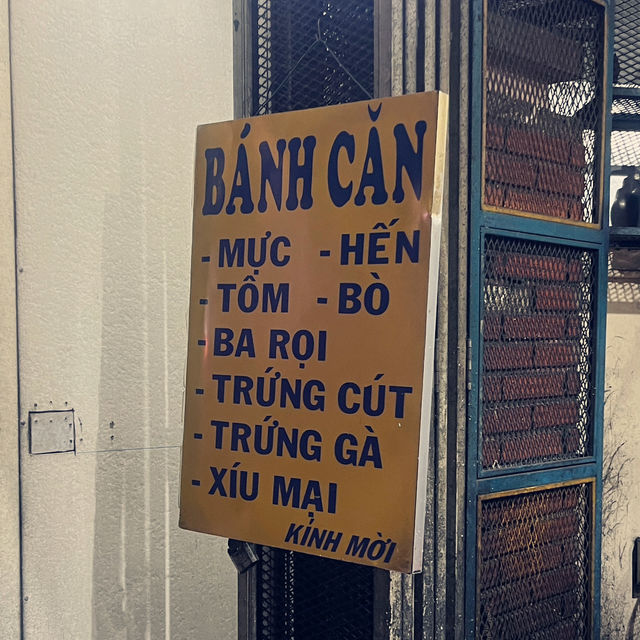 BÁNH CĂN
- MỰC - HẾN
- TÔM - BÒ
- BA RỌI
- TRỨNG CÚT
- TRỨNG GÀ
- XÍU MẠI
KÍNH MỜI